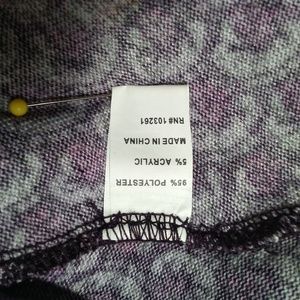 95% POLYESTER
5% ACRYLIC
MADE IN CHINA
RN# 103261